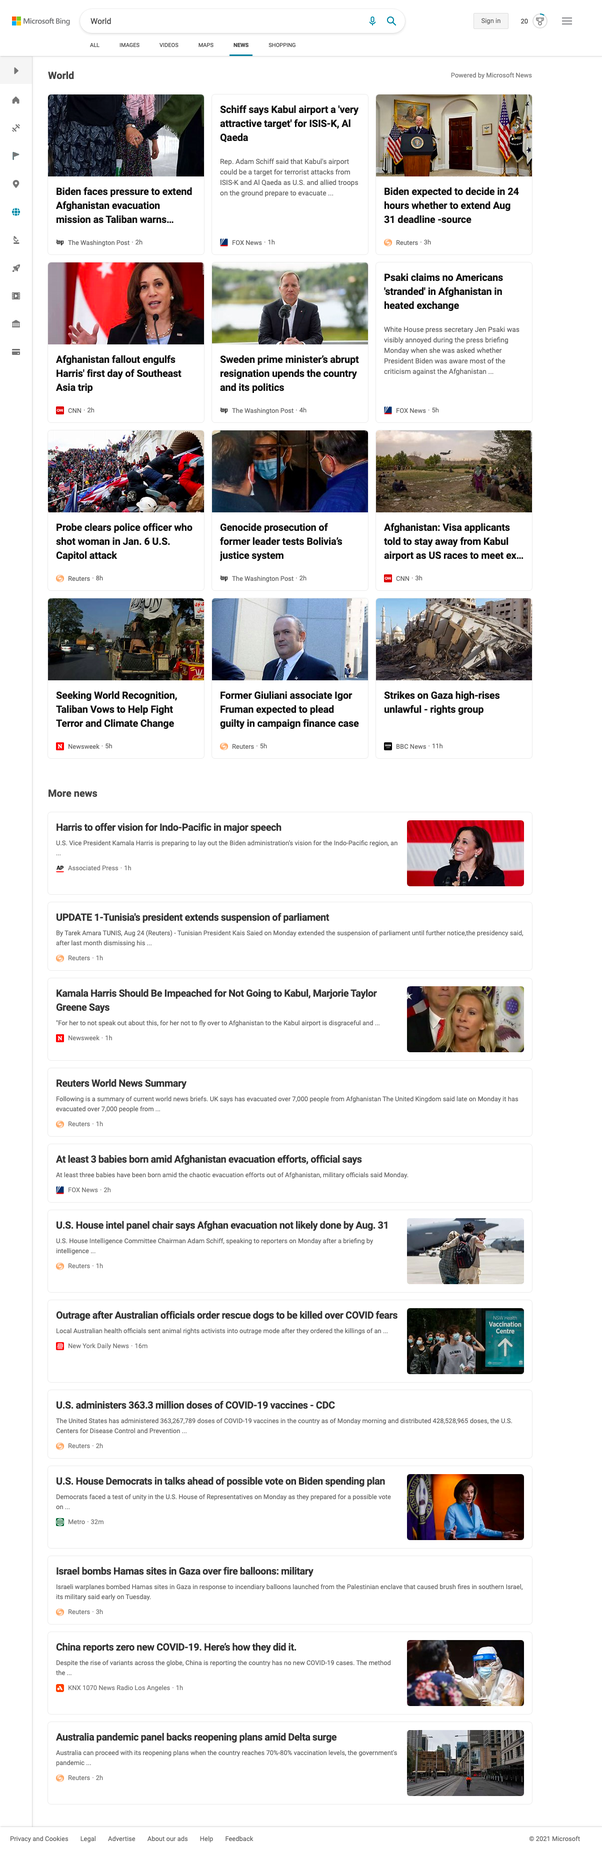 Microsoft Bing
World
Sign in
20
ALL
IMAGES
VIDEOS
MAPS
NEWS
SHOPPING
World
Powered by Microsoft News
Biden faces pressure to extend
Afghanistan evacuation
mission as Taliban warns...
wp The Washington Post · 2h
Schiff says Kabul airport a 'very
attractive target' for ISIS-K, Al
Qaeda
Rep. Adam Schiff said that Kabul's airport
could be a target for terrorist attacks from
ISIS-K and Al Qaeda as U.S. and allied troops
on the ground prepare to evacuate ...
FOX News · 1h
Biden expected to decide in 24
hours whether to extend Aug
31 deadline -source
Reuters · 3h
Afghanistan fallout engulfs
Harris' first day of Southeast
Asia trip
CNN · 2h
Sweden prime minister's abrupt
resignation upends the country
and its politics
wp The Washington Post · 4h
Psaki claims no Americans
'stranded' in Afghanistan in
heated exchange
White House press secretary Jen Psaki was
visibly annoyed during the press briefing
Monday when she was asked whether
President Biden was aware most of the
criticism against the Afghanistan ...
FOX News · 5h
Probe clears police officer who
shot woman in Jan. 6 U.S.
Capitol attack
Reuters · 8h
Genocide prosecution of
former leader tests Bolivia's
justice system
wp The Washington Post · 2h
Afghanistan: Visa applicants
told to stay away from Kabul
airport as US races to meet ex...
CNN · 3h
Seeking World Recognition,
Taliban Vows to Help Fight
Terror and Climate Change
N Newsweek · 5h
Former Giuliani associate Igor
Fruman expected to plead
guilty in campaign finance case
Reuters · 5h
Strikes on Gaza high-rises
unlawful - rights group
BBC News · 11h
More news
Harris to offer vision for Indo-Pacific in major speech
U.S. Vice President Kamala Harris is preparing to lay out the Biden administration's vision for the Indo-Pacific region, an
...
AP Associated Press · 1h
UPDATE 1-Tunisia's president extends suspension of parliament
By Tarek Amara TUNIS, Aug 24 (Reuters) - Tunisian President Kais Saied on Monday extended the suspension of parliament until further notice,the presidency said,
after last month dismissing his ...
Reuters · 1h
Kamala Harris Should Be Impeached for Not Going to Kabul, Marjorie Taylor
Greene Says
"For her to not speak out about this, for her not to fly over to Afghanistan to the Kabul airport is disgraceful and ...
N Newsweek · 1h
Reuters World News Summary
Following is a summary of current world news briefs. UK says has evacuated over 7,000 people from Afghanistan The United Kingdom said late on Monday it has
evacuated over 7,000 people from ...
Reuters · 1h
At least 3 babies born amid Afghanistan evacuation efforts, official says
At least three babies have been born amid the chaotic evacuation efforts out of Afghanistan, military officials said Monday.
FOX News · 2h
U.S. House intel panel chair says Afghan evacuation not likely done by Aug. 31
U.S. House Intelligence Committee Chairman Adam Schiff, speaking to reporters on Monday after a briefing by
intelligence ...
Reuters · 1h
Outrage after Australian officials order rescue dogs to be killed over COVID fears
Local Australian health officials sent animal rights activists into outrage mode after they ordered the killings of an ...
New York Daily News · 16m
NSW Health
Vaccination
Centre
U.S. administers 363.3 million doses of COVID-19 vaccines - CDC
The United States has administered 363,267,789 doses of COVID-19 vaccines in the country as of Monday morning and distributed 428,528,965 doses, the U.S.
Centers for Disease Control and Prevention ...
Reuters · 2h
U.S. House Democrats in talks ahead of possible vote on Biden spending plan
Democrats faced a test of unity in the U.S. House of Representatives on Monday as they prepared for a possible vote
on ...
Metro · 32m
Israel bombs Hamas sites in Gaza over fire balloons: military
Israeli warplanes bombed Hamas sites in Gaza in response to incendiary balloons launched from the Palestinian enclave that caused brush fires in southern Israel,
its military said early on Tuesday.
Reuters · 3h
China reports zero new COVID-19. Here's how they did it.
Despite the rise of variants across the globe, China is reporting the country has no new COVID-19 cases. The method
the ...
KNX 1070 News Radio Los Angeles · 1h
Australia pandemic panel backs reopening plans amid Delta surge
Australia can proceed with its reopening plans when the country reaches 70%-80% vaccination levels, the government's
pandemic ...
Reuters · 2h
Privacy and Cookies
Legal
Advertise
About our ads
Help
Feedback
© 2021 Microsoft